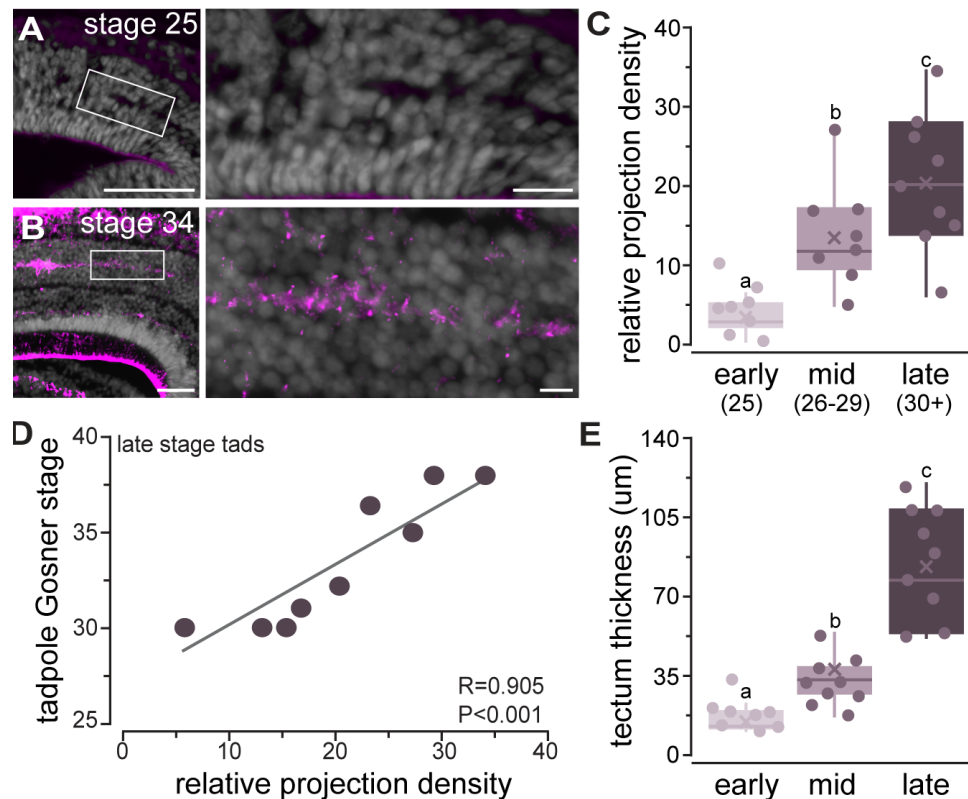 A
stage 25
B
stage 34
C
relative projection density
40
30
20
10
0
a
b
c
early
mid
late
(25)
(26-29)
(30+)
D
late stage tads
tadpole Gosner stage
40
35
30
25
R=0.905
P<0.001
0
10
20
30
40
relative projection density
E
tectum thickness (um)
140
105
70
35
0
a
b
c
early
mid
late